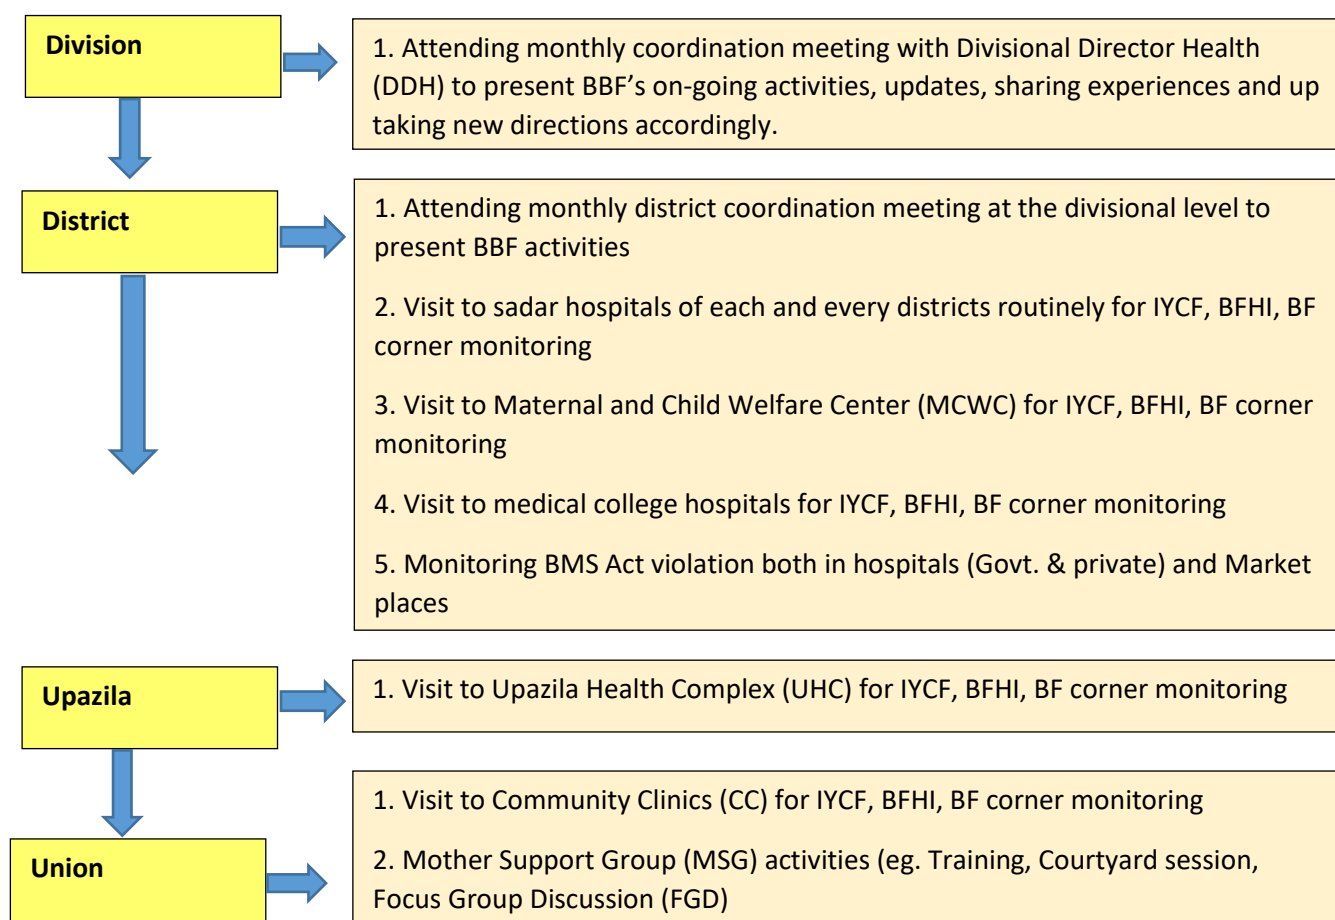 Division
1. Attending monthly coordination meeting with Divisional Director Health
(DDH) to present BBF’s on-going activities, updates, sharing experiences and up
taking new directions accordingly.
District
1. Attending monthly district coordination meeting at the divisional level to
present BBF activities
2. Visit to sadar hospitals of each and every districts routinely for IYCF, BFHI, BF
corner monitoring
3. Visit to Maternal and Child Welfare Center (MCWC) for IYCF, BFHI, BF corner
monitoring
4. Visit to medical college hospitals for IYCF, BFHI, BF corner monitoring
5. Monitoring BMS Act violation both in hospitals (Govt. & private) and Market
places
Upazila
1. Visit to Upazila Health Complex (UHC) for IYCF, BFHI, BF corner monitoring
Union
1. Visit to Community Clinics (CC) for IYCF, BFHI, BF corner monitoring
2. Mother Support Group (MSG) activities (eg. Training, Courtyard session,
Focus Group Discussion (FGD)